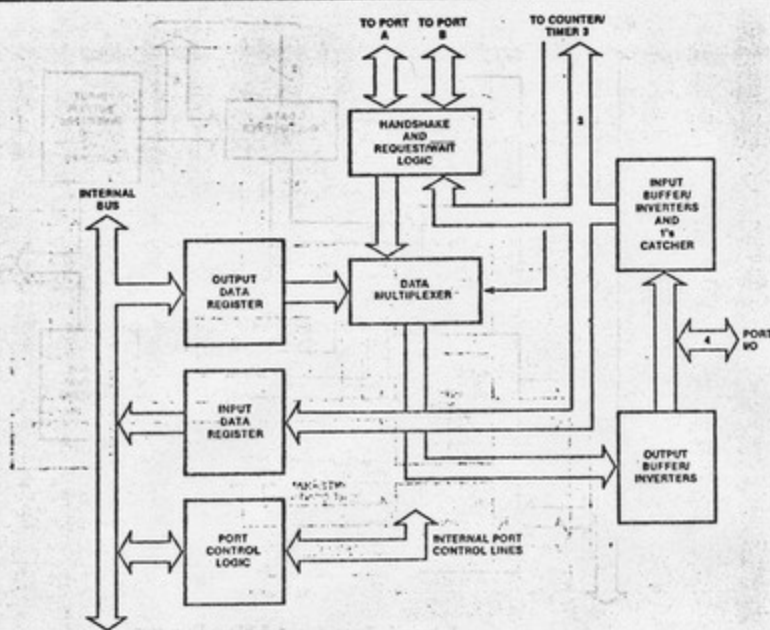 TO PORT
A
TO PORT
B
TO COUNTER/
TIMER 3
HANDSHAKE
AND
REQUEST/WAIT
LOGIC
3
INTERNAL
BUS
INPUT
BUFFER/
INVERTERS
AND
1's
CATCHER
OUTPUT
DATA
REGISTER
DATA
MULTIPLEXER
4
PORT
I/O
INPUT
DATA
REGISTER
OUTPUT
BUFFER/
INVERTERS
PORT
CONTROL
LOGIC
INTERNAL PORT
CONTROL LINES